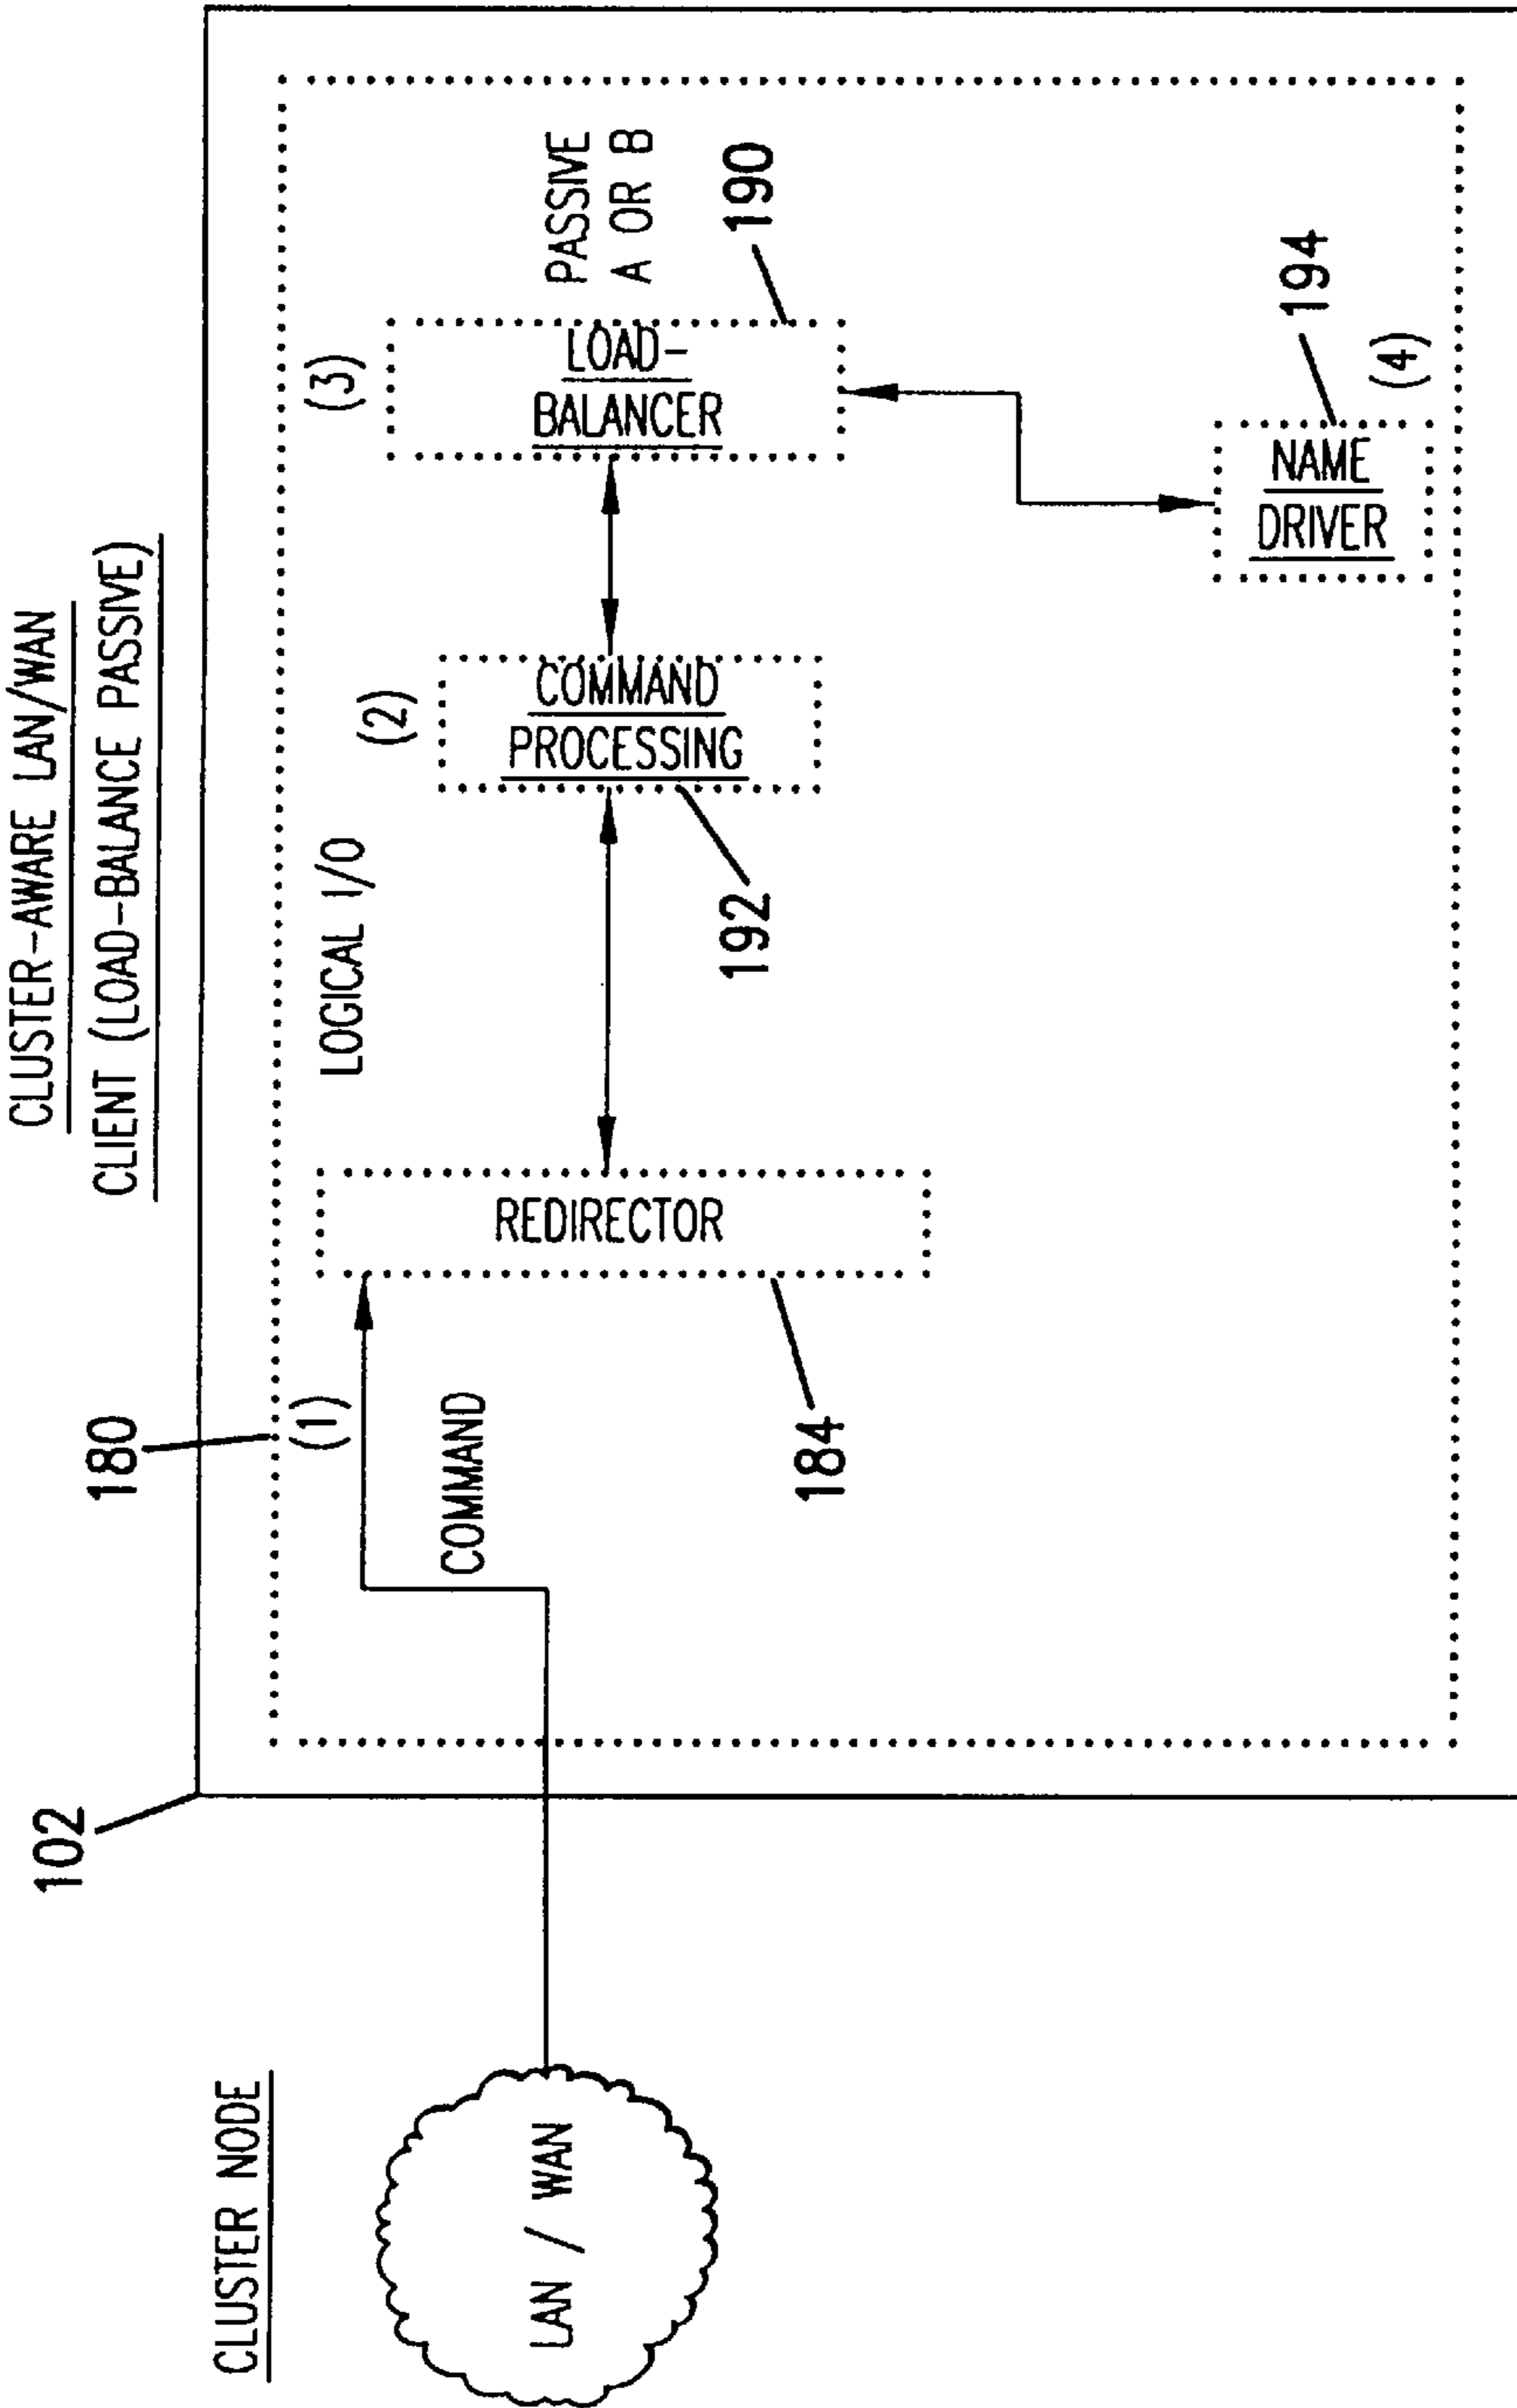 CLUSTER-AWARE LAN/WAN
CLIENT (LOAD-BALANCE PASSIVE)
CLUSTER NODE
102
180
LAN / WAN
(1)
COMMAND
REDIRECTOR
184
LOGICAL I/O
(2)
COMMAND
PROCESSING
192
(3)
LOAD-
BALANCER
PASSIVE
A OR B
190
NAME
DRIVER
194
(4)